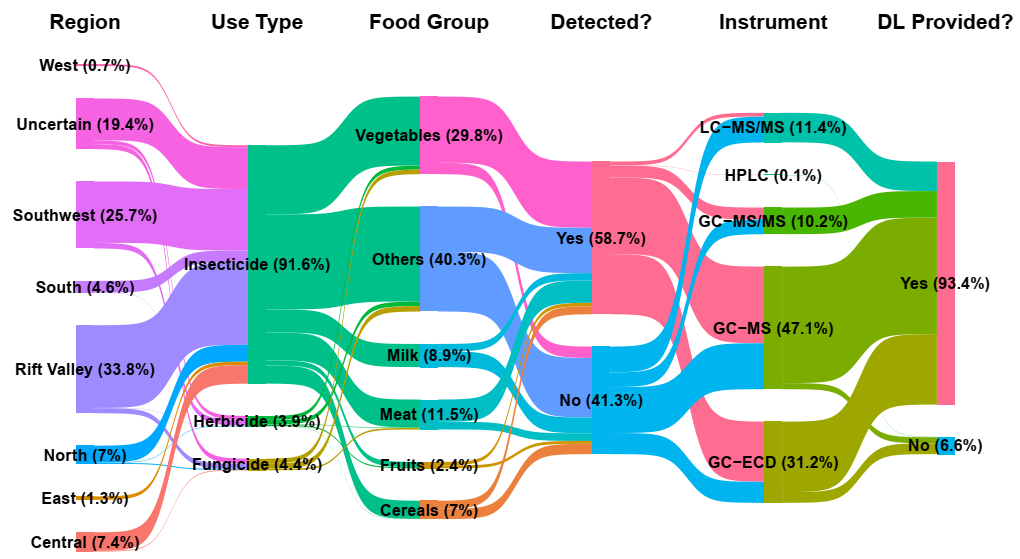 Region
Use Type
Food Group
Detected?
Instrument
DL Provided?
West (0.7%)
Uncertain (19.4%)
Southwest (25.7%)
South (4.6%)
Rift Valley (33.8%)
North (7%)
East (1.3%)
Central (7.4%)
Insecticide (91.6%)
Herbicide (3.9%)
Fungicide (4.4%)
Vegetables (29.8%)
Others (40.3%)
Milk (8.9%)
Meat (11.5%)
Fruits (2.4%)
Cereals (7%)
Yes (58.7%)
No (41.3%)
LC−MS/MS (11.4%)
HPLC (0.1%)
GC−MS/MS (10.2%)
GC−MS (47.1%)
GC−ECD (31.2%)
Yes (93.4%)
No (6.6%)